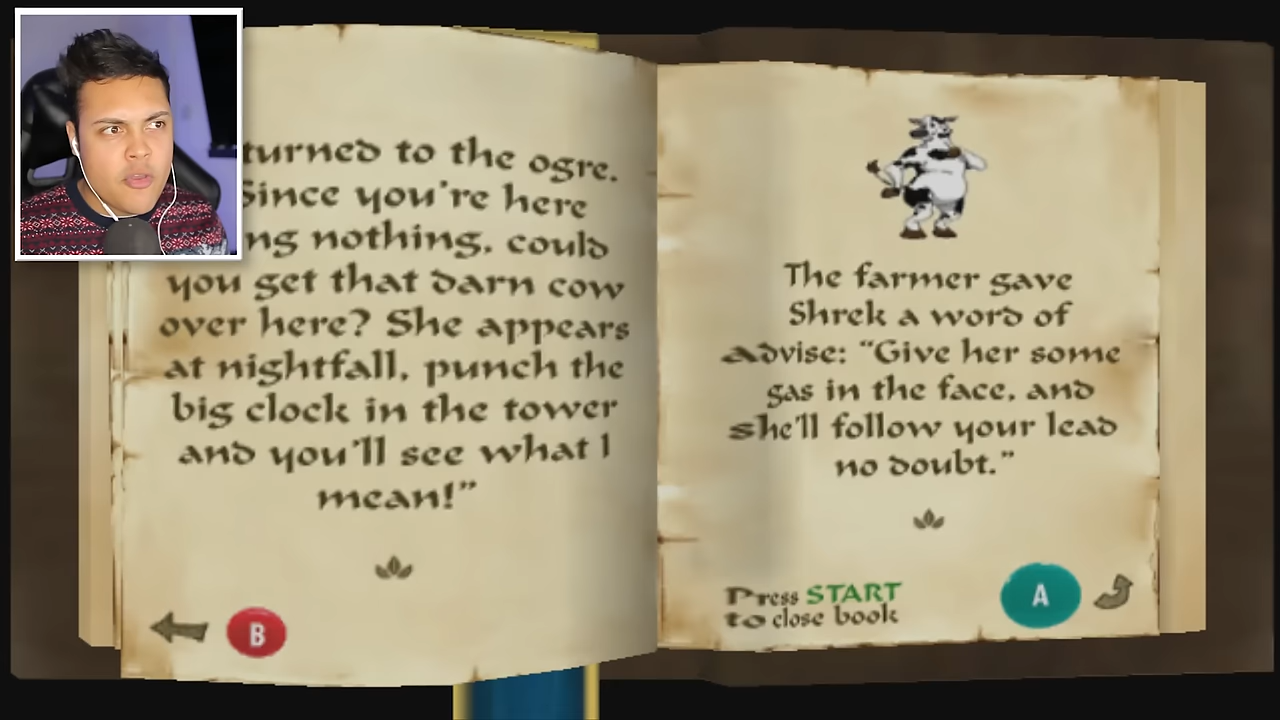 turned to the ogre.
Since you're here
ng nothing, could
you get that darn cow
over here? She appears
at nightfall, punch the
big clock in the tower
and you'll see what I
mean!"
B
The farmer gave
Shrek a word of
advise: "Give her some
gas in the face, and
she'll follow your lead
no doubt."
Press START
to close book
A